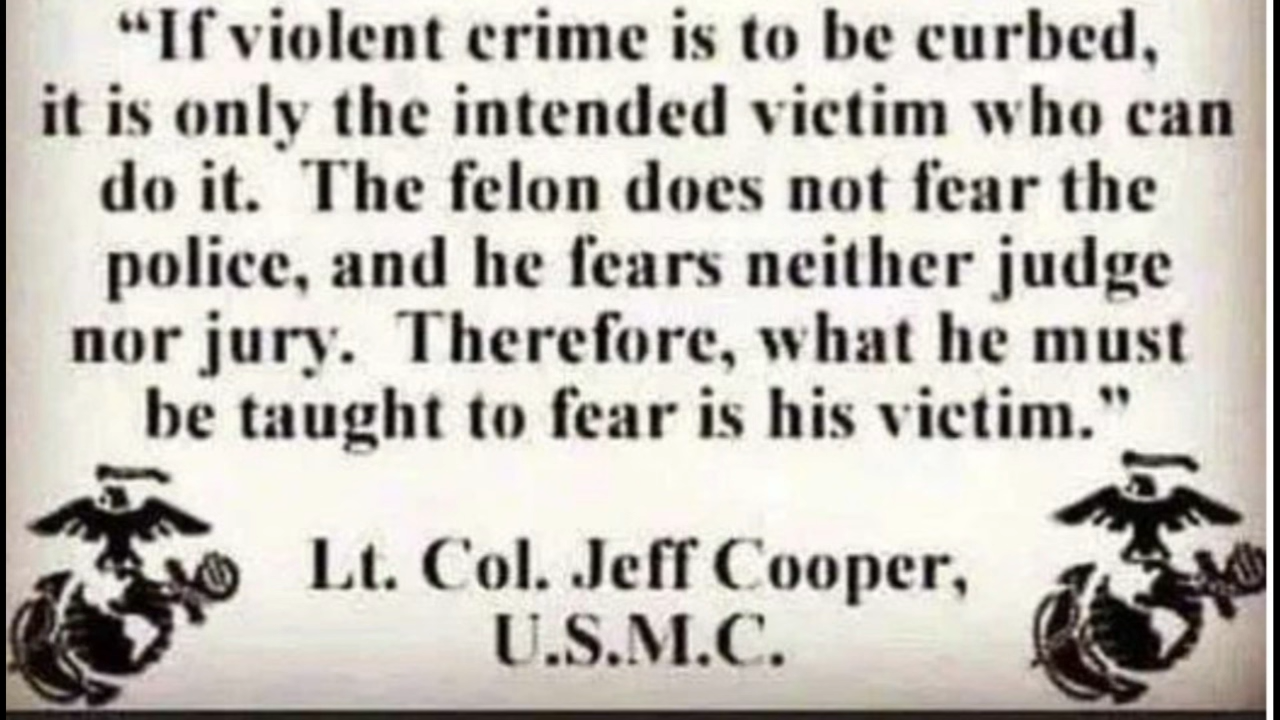 “If violent crime is to be curbed,
it is only the intended victim who can
do it. The felon does not fear the
police, and he fears neither judge
nor jury. Therefore, what he must
be taught to fear is his victim.”
Lt. Col. Jeff Cooper,
U.S.M.C.